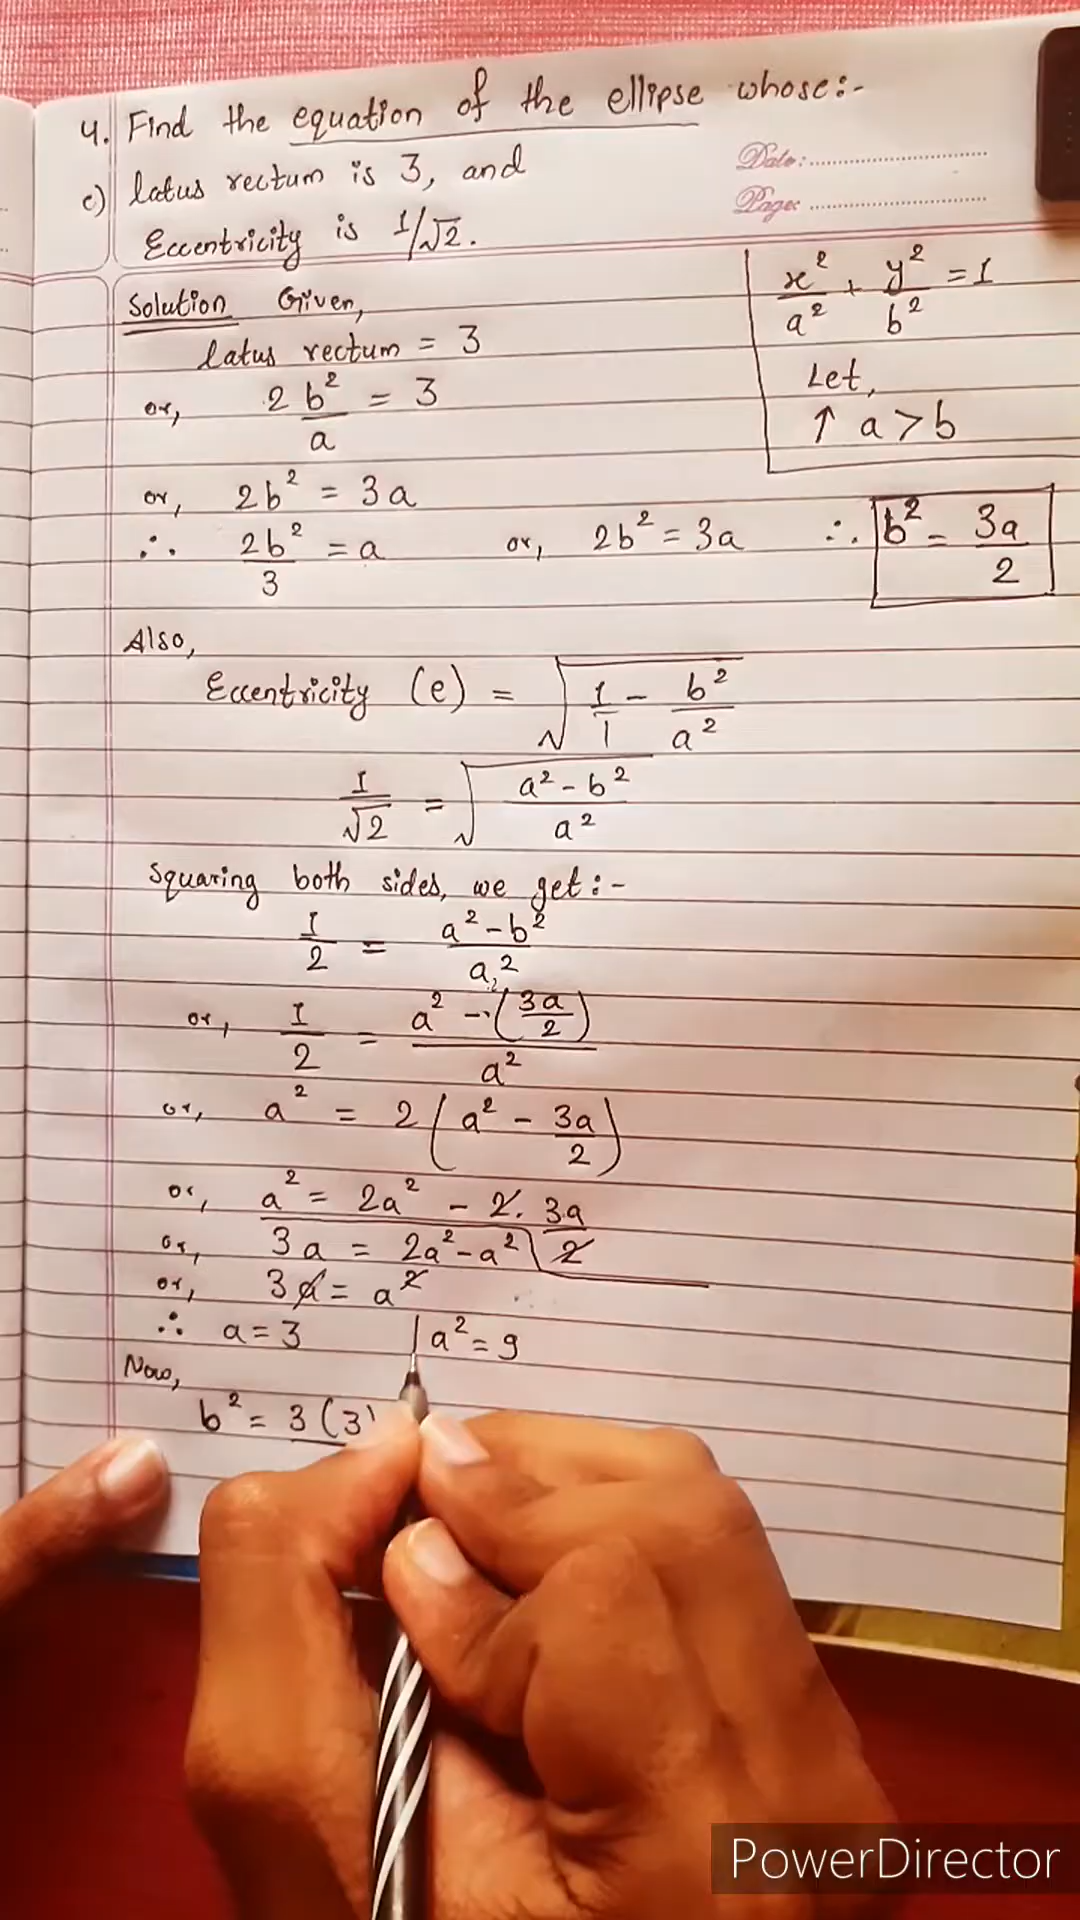 4. Find the equation of the ellipse whose:-
c) latus rectum is 3, and
Eccentricity is 1/√2.
Date:
Page:
Solution Given,
latus rectum = 3
or, 2b²/a = 3
x²/a² + y²/b² = 1
Let,
↑ a > b
or, 2b² = 3a
∴ 2b²/3 = a or, 2b² = 3a ∴ b² = 3a/2
Also,
Eccentricity (e) = √(1/1 - b²/a²)
1/√2 = √(a² - b²/a²)
Squaring both sides, we get:-
1/2 = a² - b²/a²
or, 1/2 = a² - (3a/2)/a²
or, a² = 2(a² - 3a/2)
or, a² = 2a² - 2. 3a/2
or, 3a = 2a² - a²
or, 3a = a²
∴ a = 3 | a² = 9
Now,
b² = 3(3)
PowerDirector